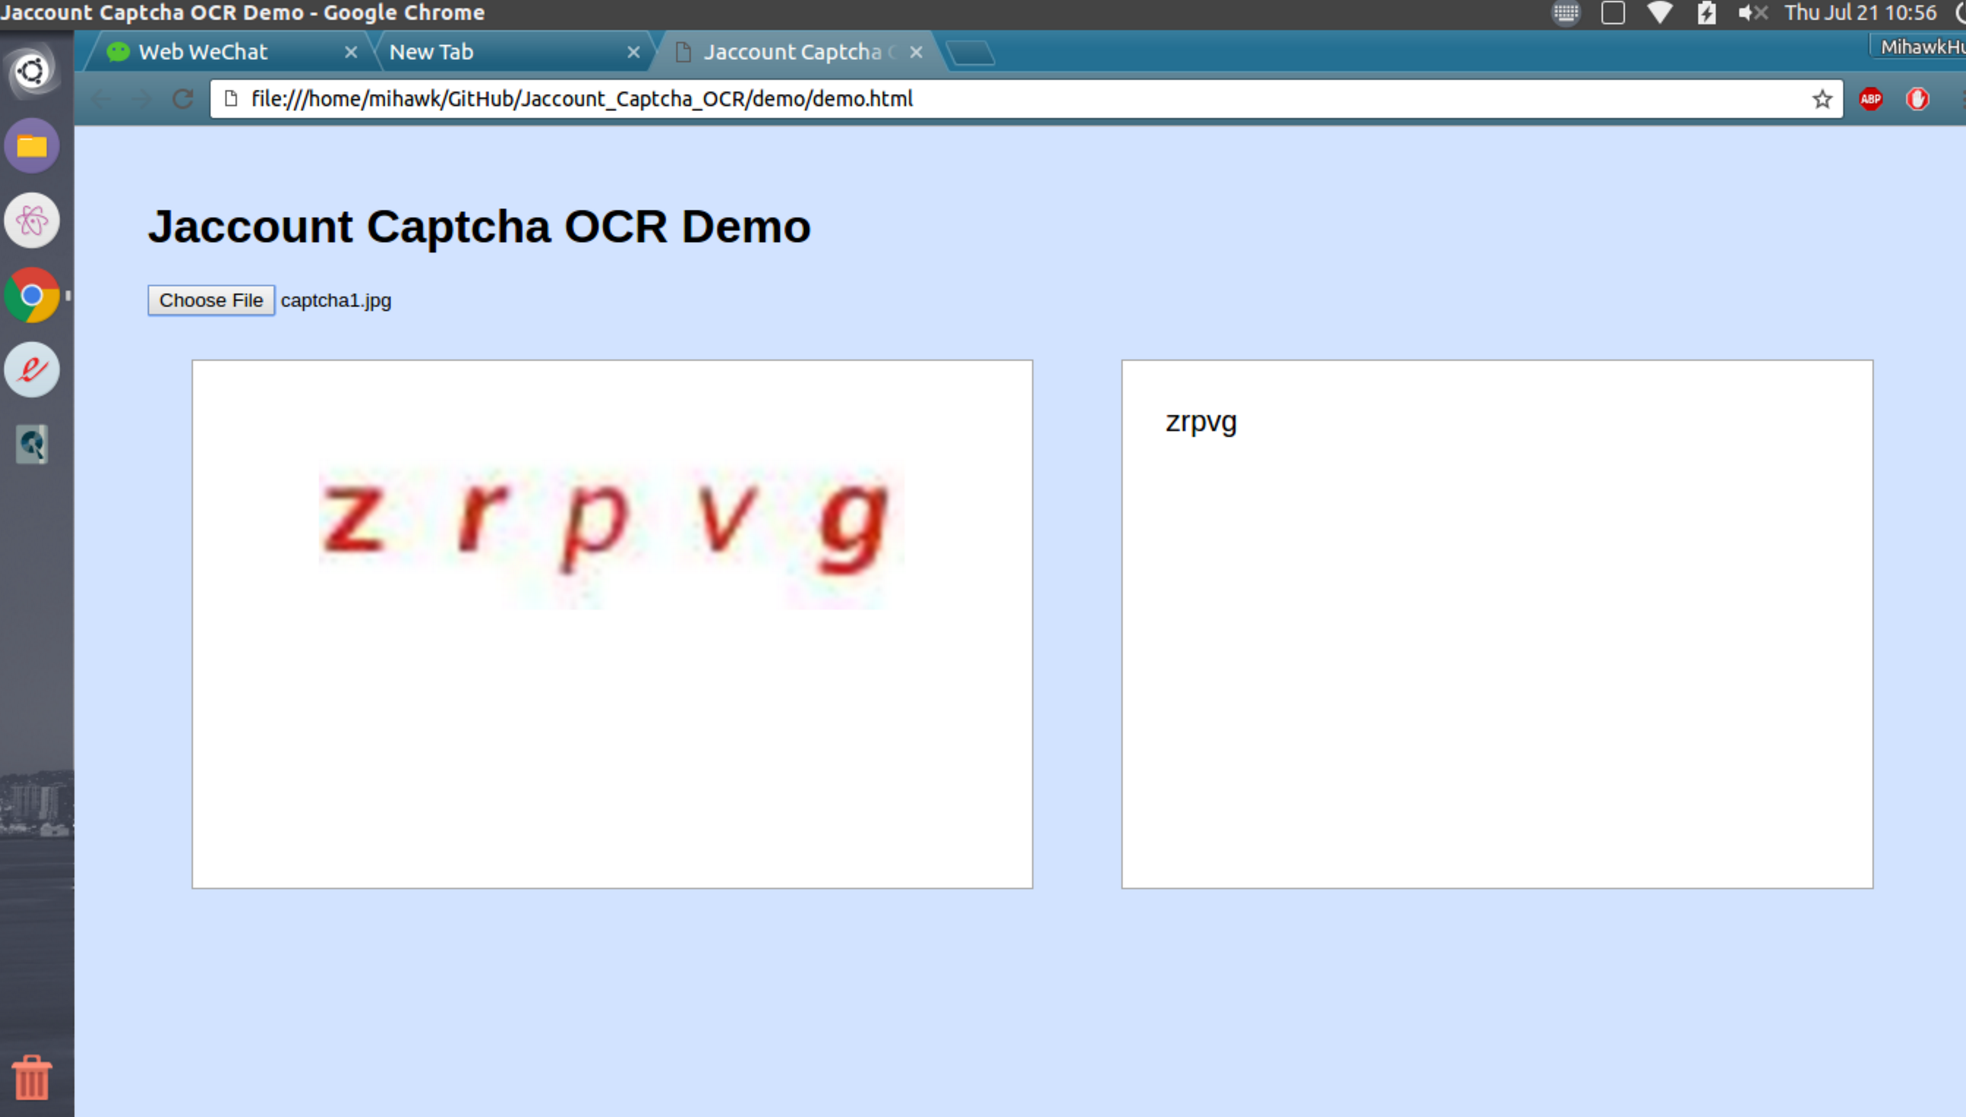 Jaccount Captcha OCR Demo - Google Chrome
Thu Jul 21 10:56
Web WeChat
New Tab
Jaccount Captcha
MihawkHu
file:///home/mihawk/GitHub/Jaccount_Captcha_OCR/demo/demo.html
ABP
Jaccount Captcha OCR Demo
Choose File captcha1.jpg
z r p v g
zrpvg